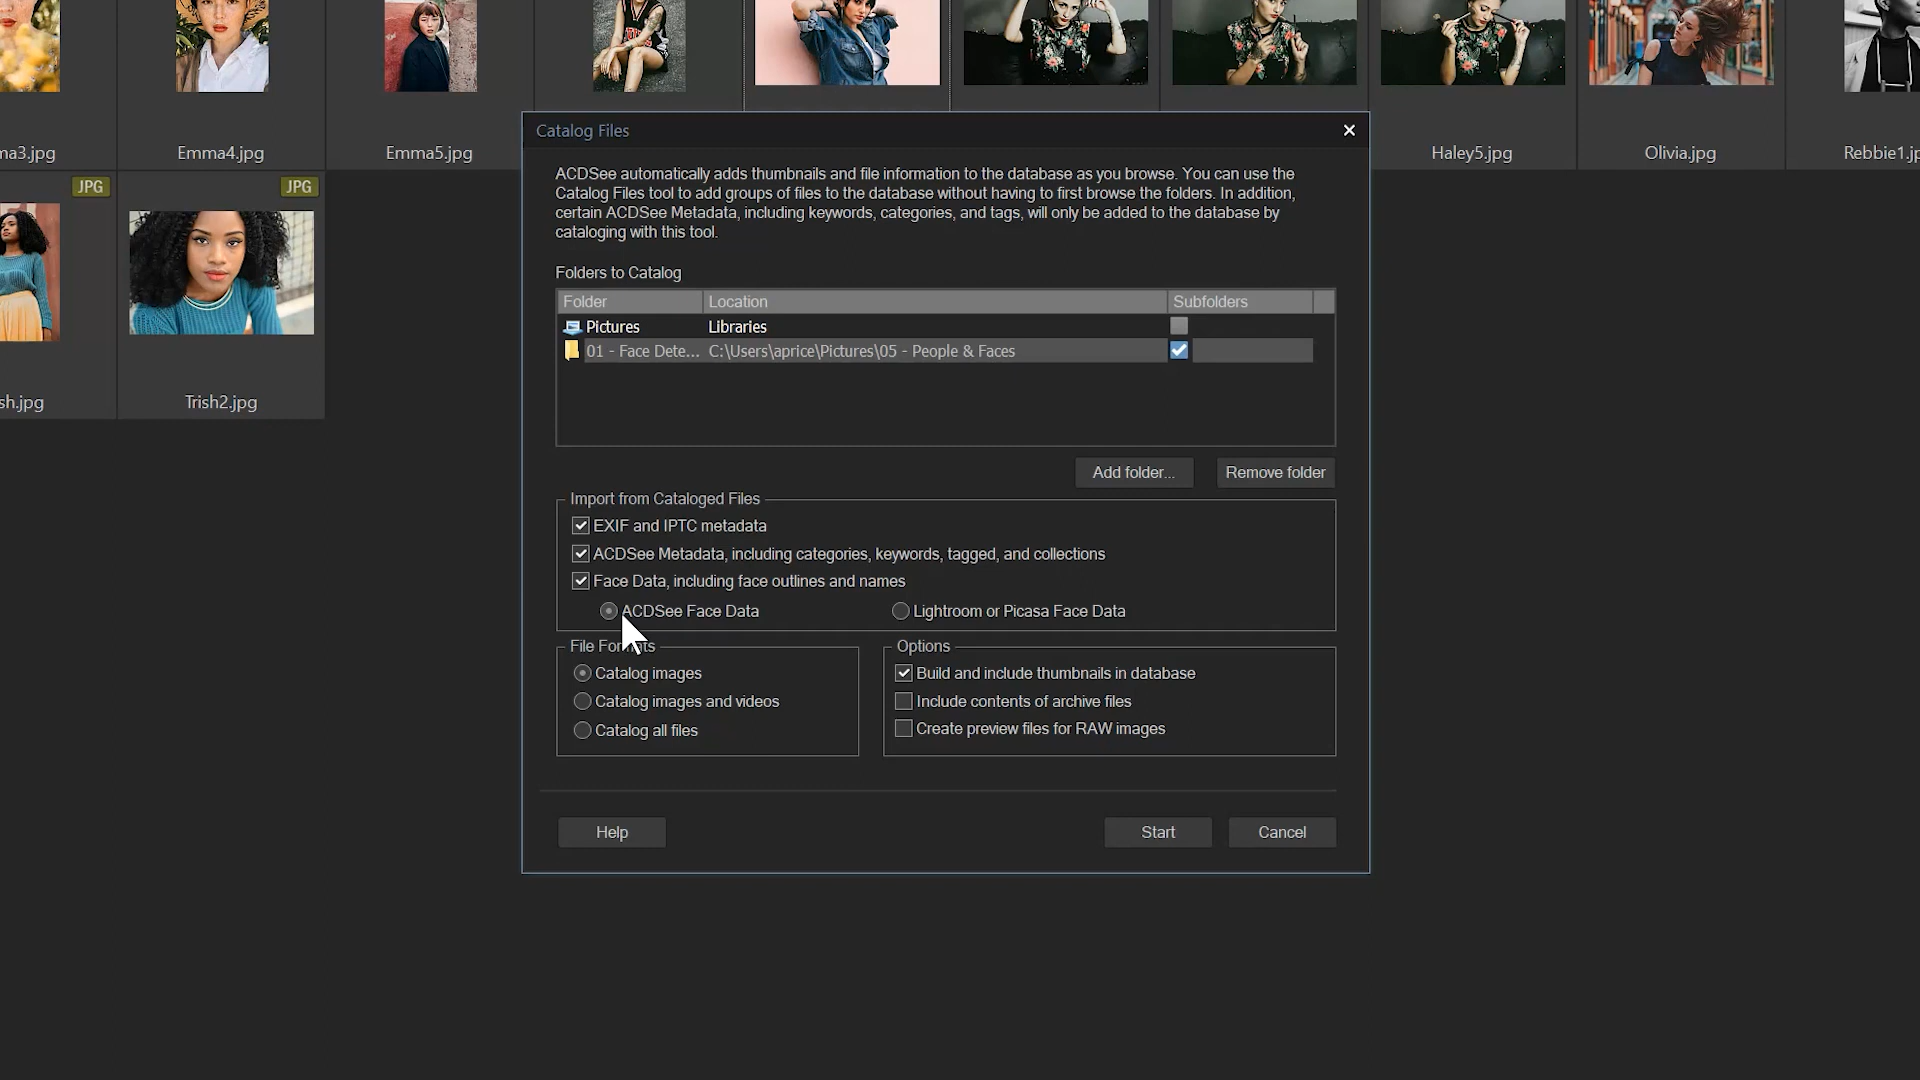 ma3.jpg
Emma4.jpg
Emma5.jpg
Haley5.jpg
Olivia.jpg
JPG
JPG
sh.jpg
Trish2.jpg
Catalog Files
ACDSee automatically adds thumbnails and file information to the database as you browse. You can use the
Catalog Files tool to add groups of files to the database without having to first browse the folders. In addition,
certain ACDSee Metadata, including keywords, categories, and tags, will only be added to the database by
cataloging with this tool.
Folders to Catalog
Folder Location Subfolders
Pictures Libraries
01 - Face Dete... C:\Users\aprice\Pictures\05 - People & Faces
Add folder... Remove folder
Import from Cataloged Files
EXIF and IPTC metadata
ACDSee Metadata, including categories, keywords, tagged, and collections
Face Data, including face outlines and names
ACDSee Face Data Lightroom or Picasa Face Data
File Formats
Catalog images
Catalog images and videos
Catalog all files
Options
Build and include thumbnails in database
Include contents of archive files
Create preview files for RAW images
Help Start Cancel